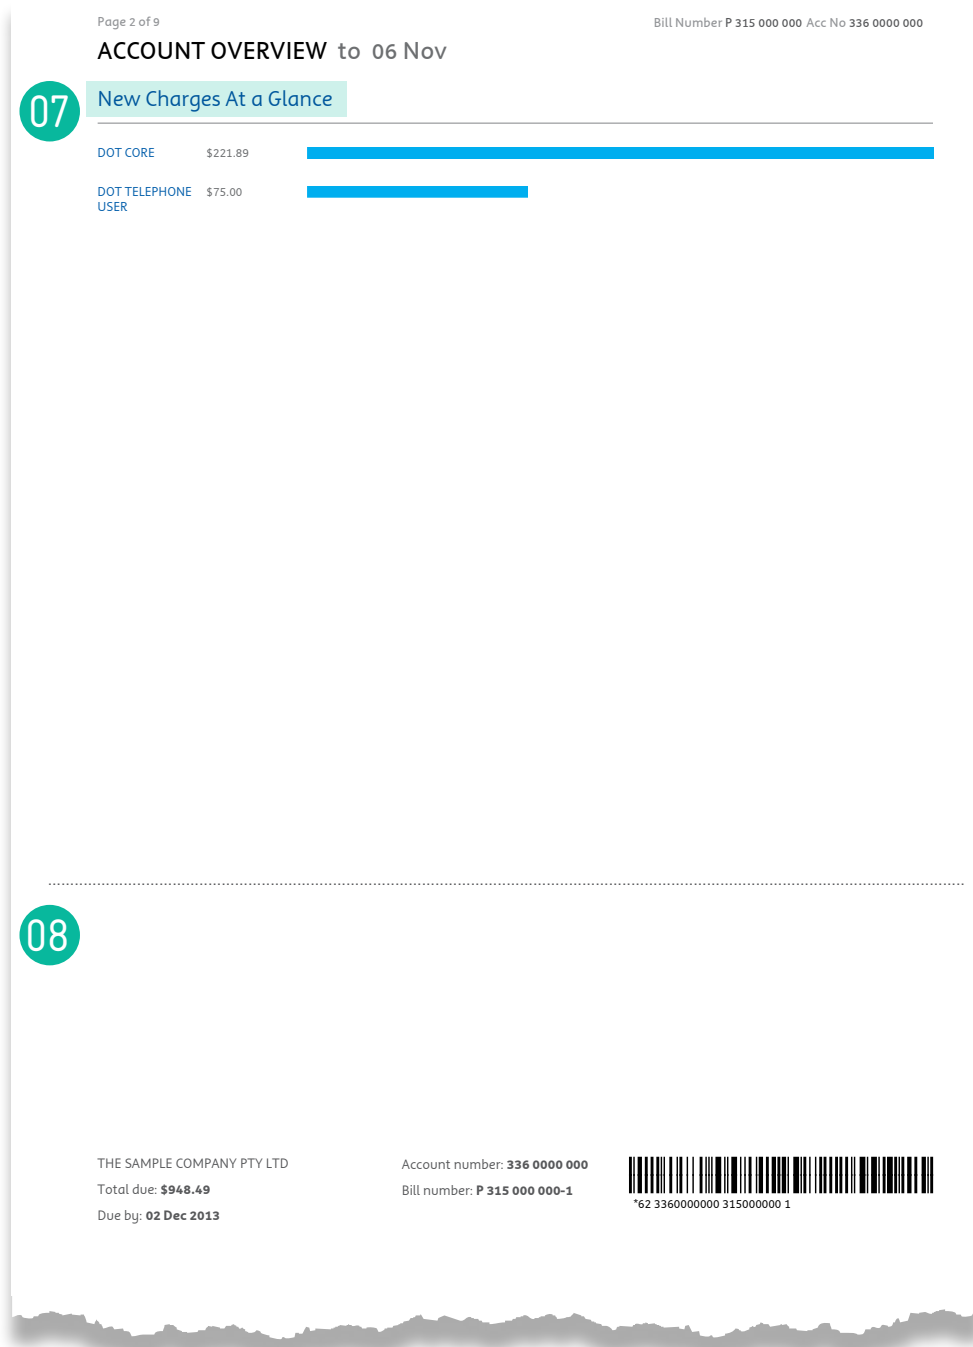 Page 2 of 9
Bill Number P 315 000 000 Acc No 336 0000 000
ACCOUNT OVERVIEW to 06 Nov
07
New Charges At a Glance
DOT CORE $221.89
DOT TELEPHONE USER $75.00
08
THE SAMPLE COMPANY PTY LTD
Total due: $948.49
Due by: 02 Dec 2013
Account number: 336 0000 000
Bill number: P 315 000 000-1
*62 3360000000 315000000 1